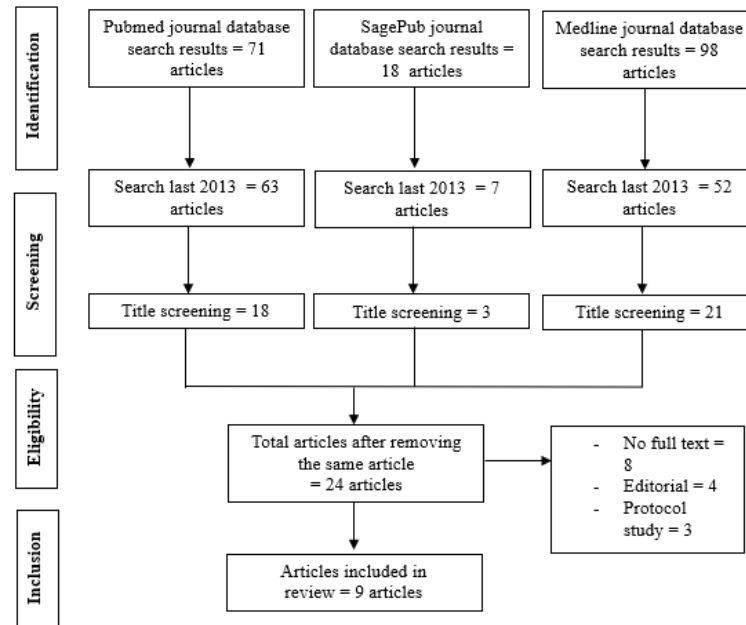 Identification
Pubmed journal database
search results = 71
articles
SagePub journal
database search results =
18 articles
Medline journal database
search results = 98
articles
Screening
Search last 2013 = 63
articles
Search last 2013 = 7
articles
Search last 2013 = 52
articles
Title screening = 18
Title screening = 3
Title screening = 21
Eligibility
Total articles after removing
the same article
= 24 articles
- No full text =
8
- Editorial = 4
- Protocol
study = 3
Inclusion
Articles included in
review = 9 articles